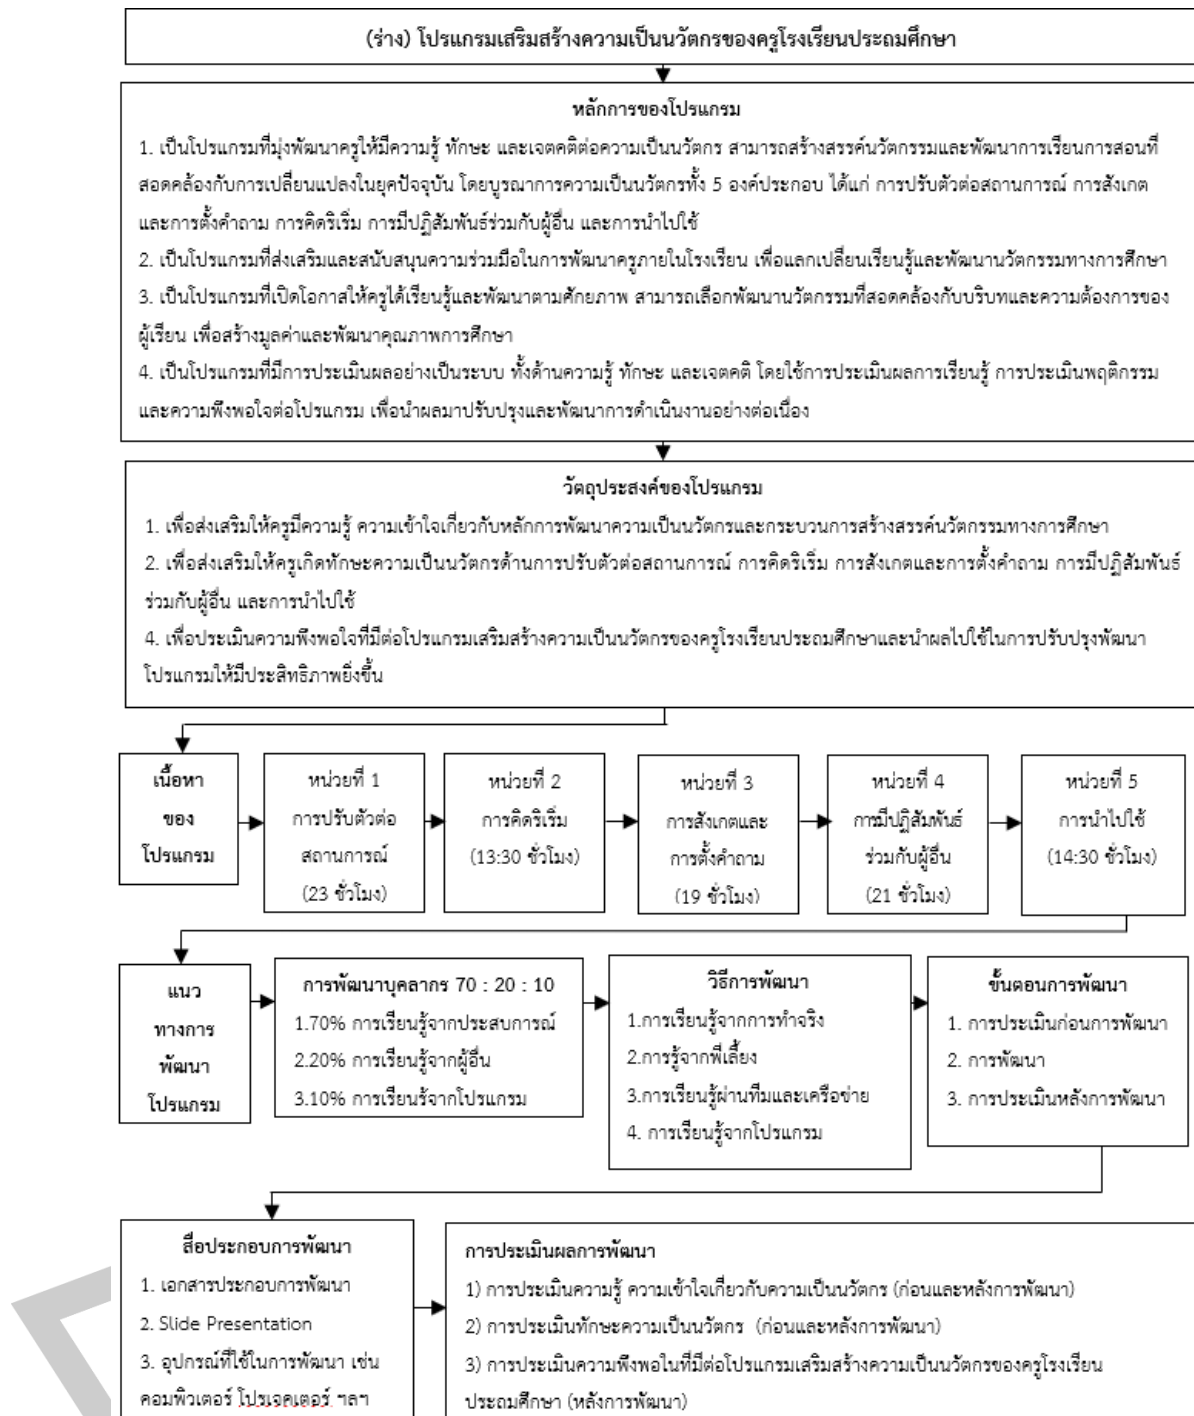 (ร่าง) โปรแกรมเสริมสร้างความเป็นนวัตกรของครูโรงเรียนประถมศึกษา
หลักการของโปรแกรม
1. เป็นโปรแกรมที่มุ่งพัฒนาครูให้มีความรู้ ทักษะ และเจตคติต่อความเป็นนวัตกร สามารถสร้างสรรค์นวัตกรรมและพัฒนาการเรียนการสอนที่
สอดคล้องกับการเปลี่ยนแปลงในยุคปัจจุบัน โดยบูรณาการความเป็นนวัตกรทั้ง 5 องค์ประกอบ ได้แก่ การปรับตัวต่อสถานการณ์ การสังเกต
และการตั้งคำถาม การคิดริเริ่ม การมีปฏิสัมพันธ์ร่วมกับผู้อื่น และการนำไปใช้
2. เป็นโปรแกรมที่ส่งเสริมและสนับสนุนความร่วมมือในการพัฒนาครูภายในโรงเรียน เพื่อแลกเปลี่ยนเรียนรู้และพัฒนานวัตกรรมทางการศึกษา
3. เป็นโปรแกรมที่เปิดโอกาสให้ครูได้เรียนรู้และพัฒนาตามศักยภาพ สามารถเลือกพัฒนานวัตกรรมที่สอดคล้องกับบริบทและความต้องการของ
ผู้เรียน เพื่อสร้างมูลค่าและพัฒนาคุณภาพการศึกษา
4. เป็นโปรแกรมที่มีการประเมินผลอย่างเป็นระบบ ทั้งด้านความรู้ ทักษะ และเจตคติ โดยใช้การประเมินผลการเรียนรู้ การประเมินพฤติกรรม
และความพึงพอใจต่อโปรแกรม เพื่อนำผลมาปรับปรุงและพัฒนาการดำเนินงานอย่างต่อเนื่อง
วัตถุประสงค์ของโปรแกรม
1. เพื่อส่งเสริมให้ครูมีความรู้ ความเข้าใจเกี่ยวกับหลักการพัฒนาความเป็นนวัตกรและกระบวนการสร้างสรรค์นวัตกรรมทางการศึกษา
2. เพื่อส่งเสริมให้ครูเกิดทักษะความเป็นนวัตกรด้านการปรับตัวต่อสถานการณ์ การคิดริเริ่ม การสังเกตและการตั้งคำถาม การมีปฏิสัมพันธ์
ร่วมกับผู้อื่น และการนำไปใช้
4. เพื่อประเมินความพึงพอใจที่มีต่อโปรแกรมเสริมสร้างความเป็นนวัตกรของครูโรงเรียนประถมศึกษาและนำผลไปใช้ในการปรับปรุงพัฒนา
โปรแกรมให้มีประสิทธิภาพยิ่งขึ้น
เนื้อหา
ของ
โปรแกรม
หน่วยที่ 1
การปรับตัวต่อ
สถานการณ์
(23 ชั่วโมง)
หน่วยที่ 2
การคิดริเริ่ม
(13:30 ชั่วโมง)
หน่วยที่ 3
การสังเกตและ
การตั้งคำถาม
(19 ชั่วโมง)
หน่วยที่ 4
การมีปฏิสัมพันธ์
ร่วมกับผู้อื่น
(21 ชั่วโมง)
หน่วยที่ 5
การนำไปใช้
(14:30 ชั่วโมง)
แนว
ทางการ
พัฒนา
โปรแกรม
การพัฒนาบุคลากร 70 : 20 : 10
1.70% การเรียนรู้จากประสบการณ์
2.20% การเรียนรู้จากผู้อื่น
3.10% การเรียนรู้จากโปรแกรม
วิธีการพัฒนา
1.การเรียนรู้จากการทำจริง
2.การรู้จากพี่เลี้ยง
3.การเรียนรู้ผ่านทีมและเครือข่าย
4. การเรียนรู้จากโปรแกรม
ขั้นตอนการพัฒนา
1. การประเมินก่อนการพัฒนา
2. การพัฒนา
3. การประเมินหลังการพัฒนา
สื่อประกอบการพัฒนา
1. เอกสารประกอบการพัฒนา
2. Slide Presentation
3. อุปกรณ์ที่ใช้ในการพัฒนา เช่น
คอมพิวเตอร์ โปรเจคเตอร์ ฯลฯ
การประเมินผลการพัฒนา
1) การประเมินความรู้ ความเข้าใจเกี่ยวกับความเป็นนวัตกร (ก่อนและหลังการพัฒนา)
2) การประเมินทักษะความเป็นนวัตกร (ก่อนและหลังการพัฒนา)
3) การประเมินความพึงพอในที่มีต่อโปรแกรมเสริมสร้างความเป็นนวัตกรของครูโรงเรียน
ประถมศึกษา (หลังการพัฒนา)